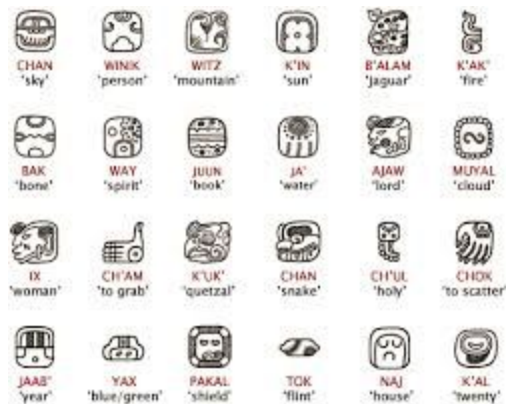 CHAN WINIK WITZ K'IN B'ALAM K'AK'
'sky' 'person' 'mountain' 'sun' 'jaguar' 'fire'
BAK WAY JUUN JA' AJAW MUYAL
'bone' 'spirit' 'book' 'water' 'lord' 'cloud'
IX CH'AM K'UK' CHAN CH'UL CHOK
'woman' 'to grab' 'quetzal' 'snake' 'holy' 'to scatter'
JAAB' YAX PAKAL TOK NAJ K'AL
'year' 'blue/green' 'shield' 'flint' 'house' 'twenty'